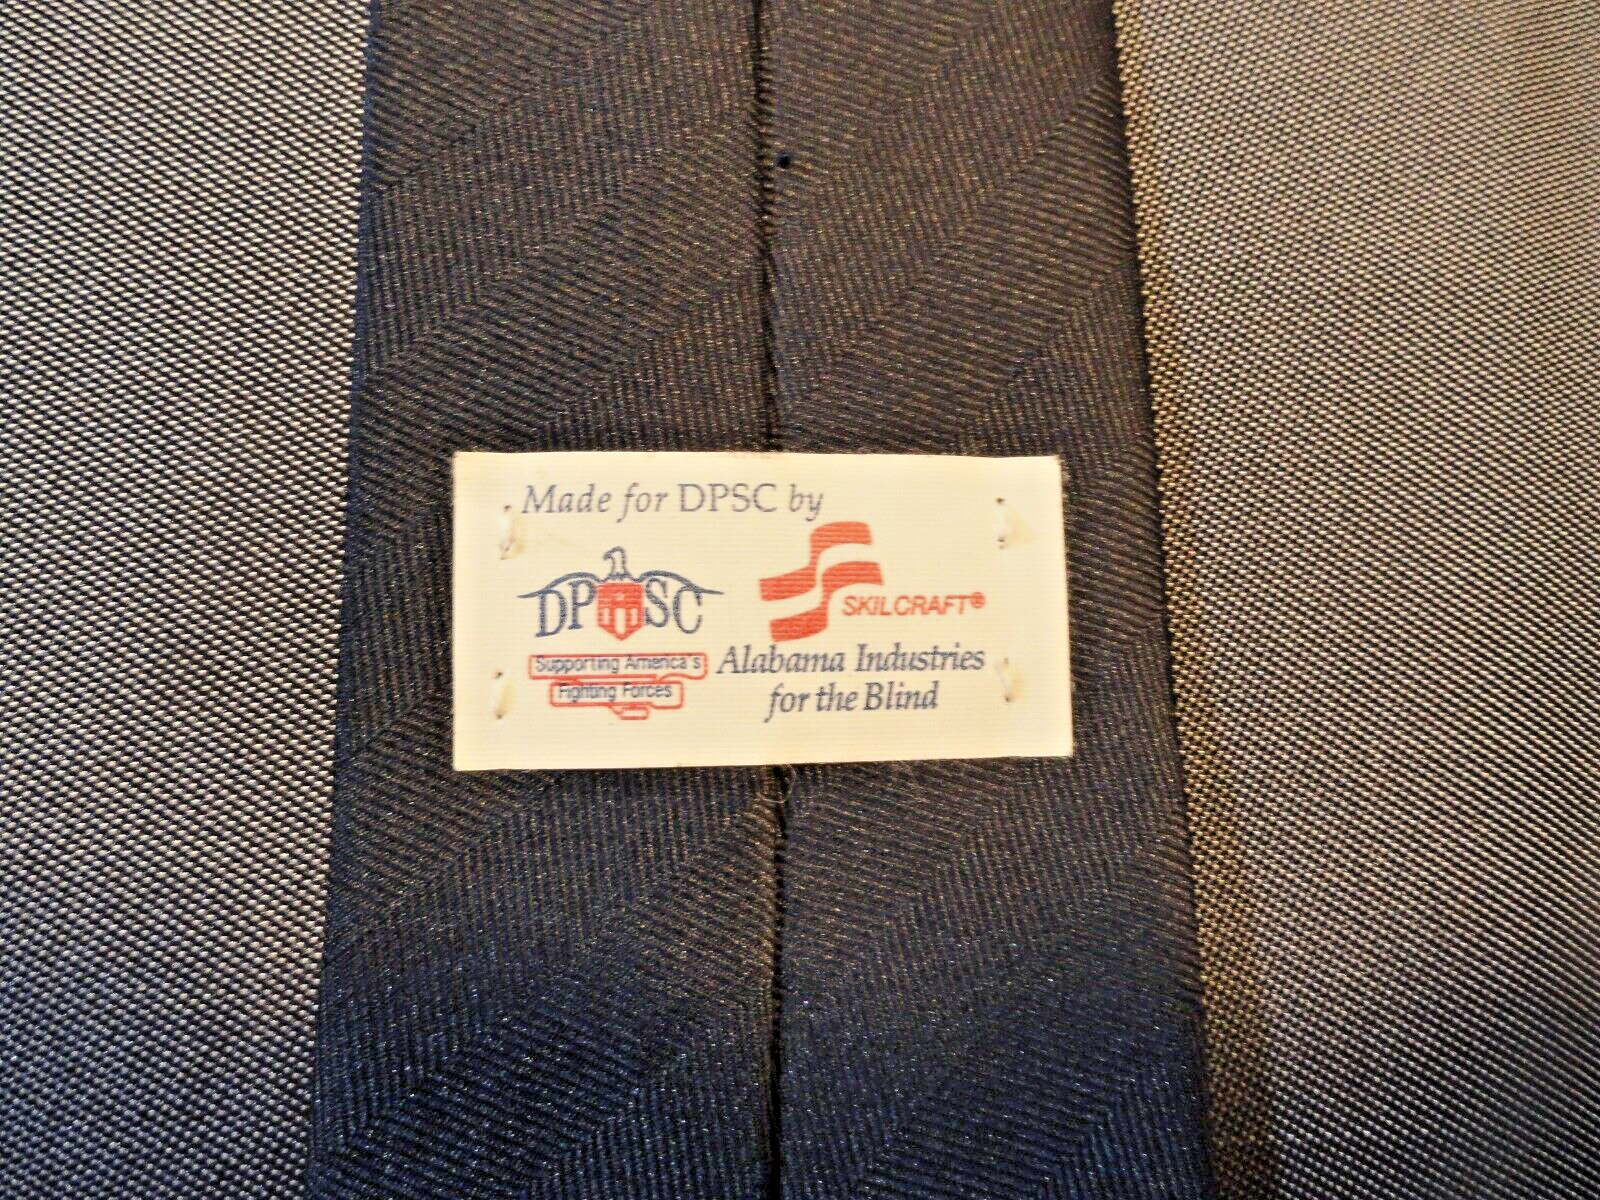 Made for DPSC by
DPSC
Supporting America's
Fighting Forces
SKILCRAFT®
Alabama Industries
for the Blind